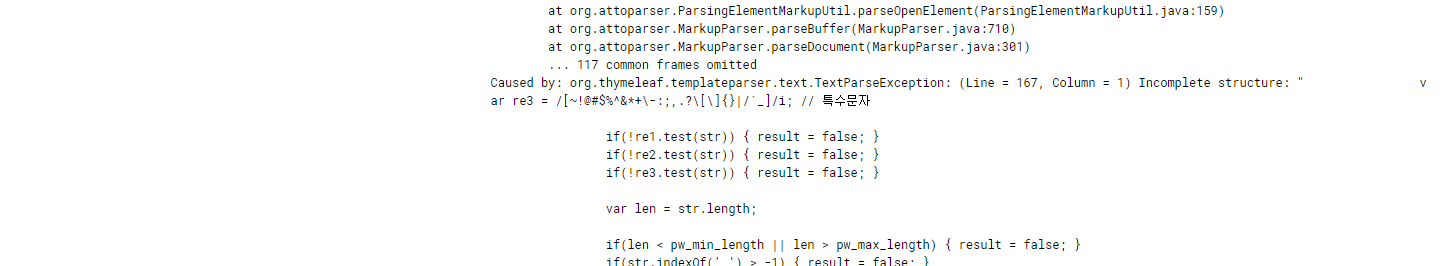 at org.attoparser.ParsingElementMarkupUtil.parseOpenElement(ParsingElementMarkupUtil.java:159)
at org.attoparser.MarkupParser.parseBuffer(MarkupParser.java:710)
at org.attoparser.MarkupParser.parseDocument(MarkupParser.java:301)
... 117 common frames omitted
Caused by: org.thymeleaf.templateparser.text.TextParseException: (Line = 167, Column = 1) Incomplete structure: "                v
ar re3 = /[~!@#$%^&*+\-:;,.?\[\]{}|/`_]/i; // 특수문자
if(!re1.test(str)) { result = false; }
if(!re2.test(str)) { result = false; }
if(!re3.test(str)) { result = false; }
var len = str.length;
if(len < pw_min_length || len > pw_max_length) { result = false; }
if(str.indexOf(' ') > -1) { result = false; }